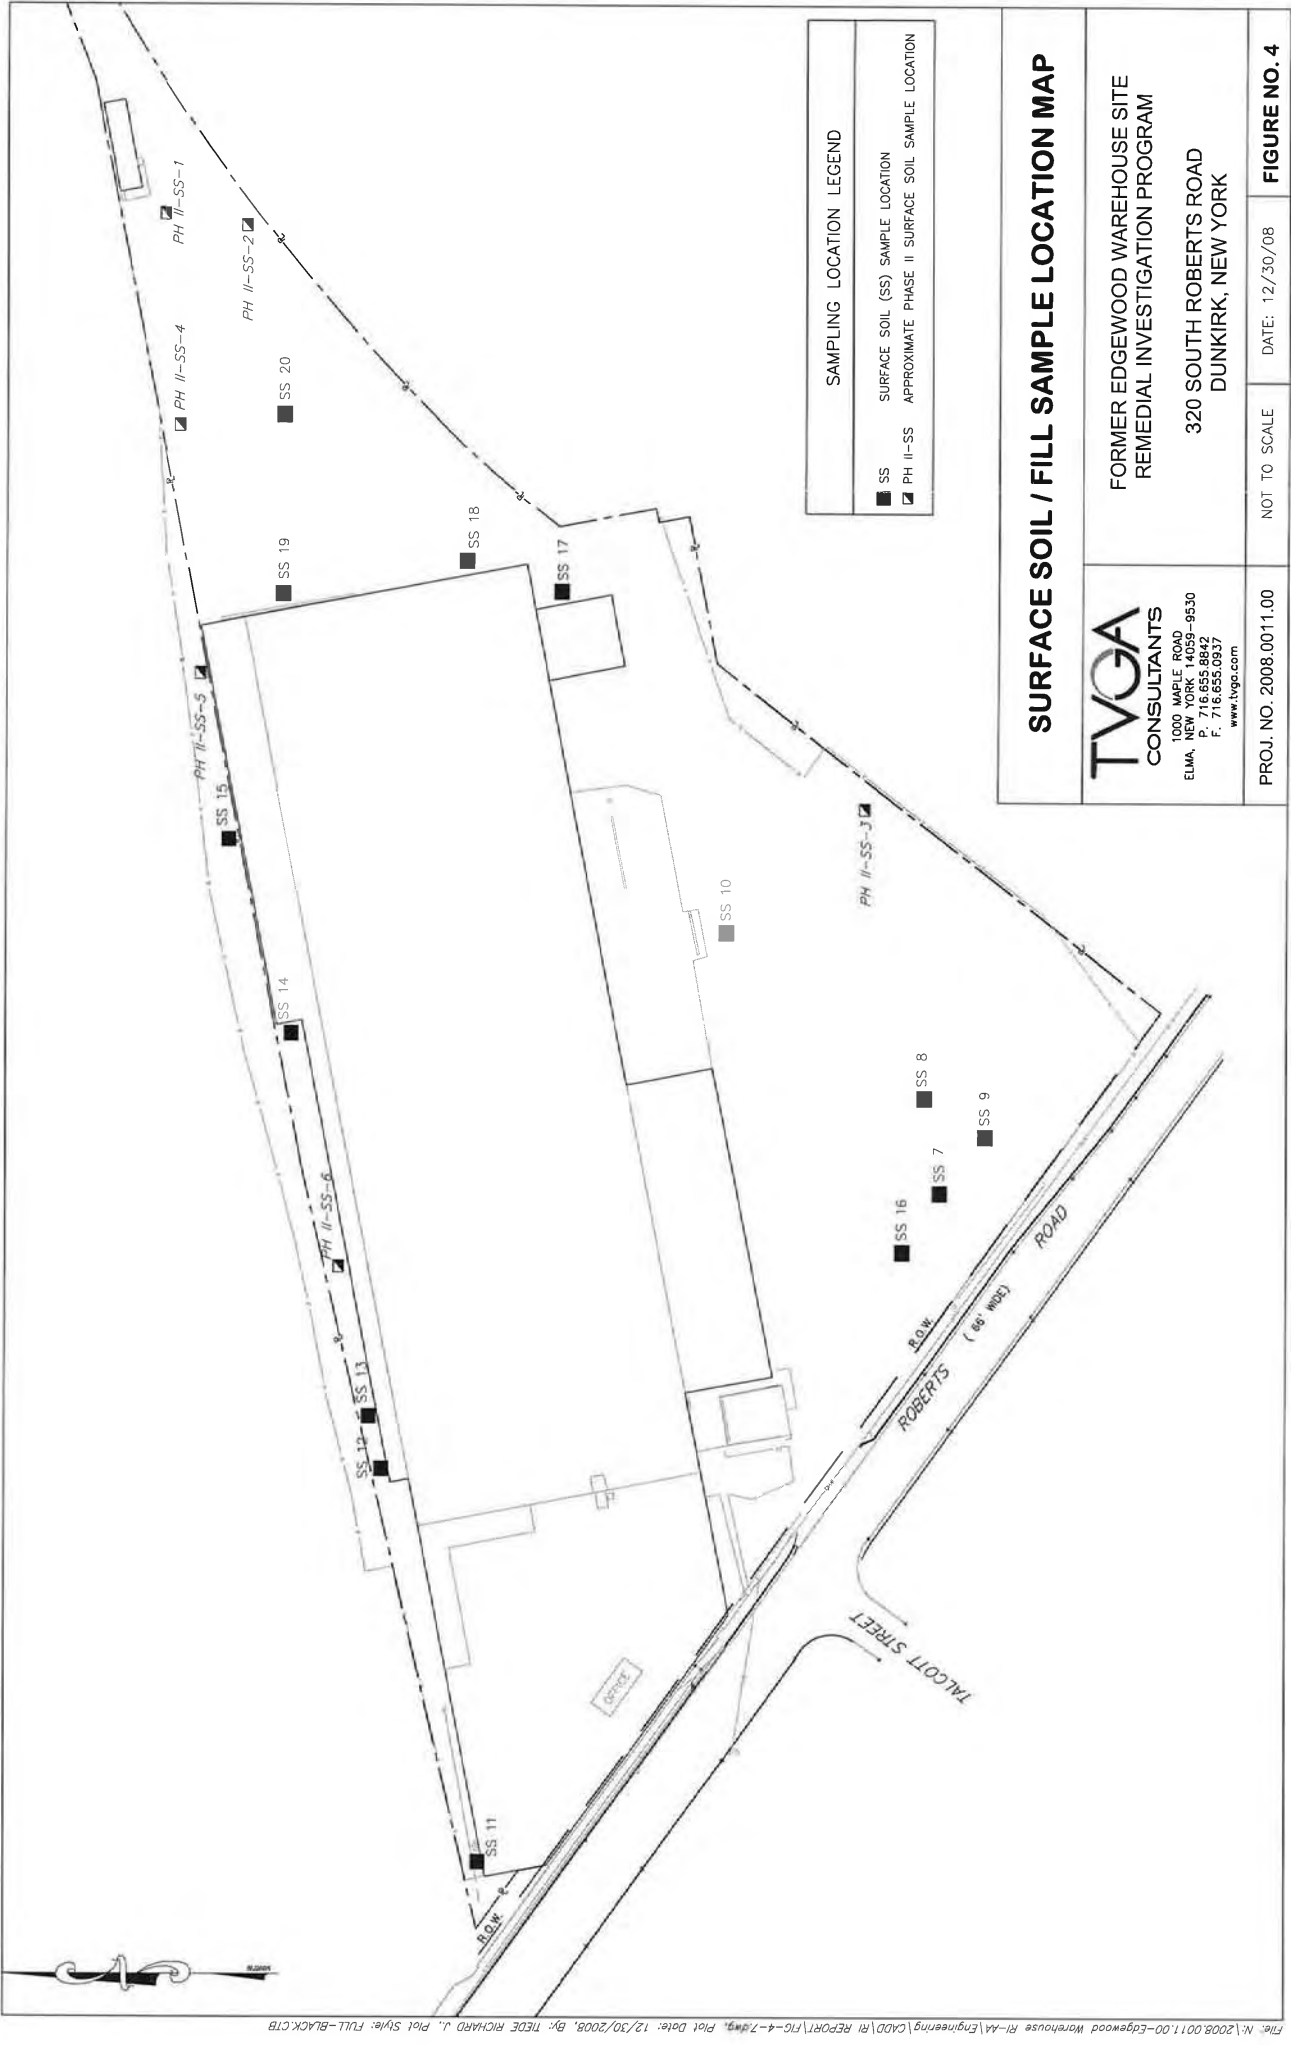 PH II-SS-1
PH II-SS-2
PH II-SS-4
SS 20
SS 19
SS 18
SS 17
PH II-SS-5
SS 15
SS 14
PH II-SS-6
SS 13
SS 12
SS 11
SS 10
PH II-SS-3
SS 8
SS 9
SS 7
SS 16
OFFICE
R.O.W.
R.O.W.
ROBERTS ROAD
( 66' WIDE)
TALCOTT STREET
SAMPLING LOCATION LEGEND
SS SURFACE SOIL (SS) SAMPLE LOCATION
PH II-SS APPROXIMATE PHASE II SURFACE SOIL SAMPLE LOCATION
SURFACE SOIL / FILL SAMPLE LOCATION MAP
TVGA
CONSULTANTS
1000 MAPLE ROAD
ELMA, NEW YORK 14059-9530
P. 716.655.8842
F. 716.655.0937
www.tvga.com
FORMER EDGEWOOD WAREHOUSE SITE
REMEDIAL INVESTIGATION PROGRAM
320 SOUTH ROBERTS ROAD
DUNKIRK, NEW YORK
PROJ. NO. 2008.0011.00
NOT TO SCALE
DATE: 12/30/08
FIGURE NO. 4
File: N:\2008.0011.00-Edgewood Warehouse RI-AA\Engineering\CADD\RI REPORT\FIG-4-7.dwg, Plot Date: 12/30/2008, By: TIEDE RICHARD J., Plot Style: FULL-BLACK.CTB